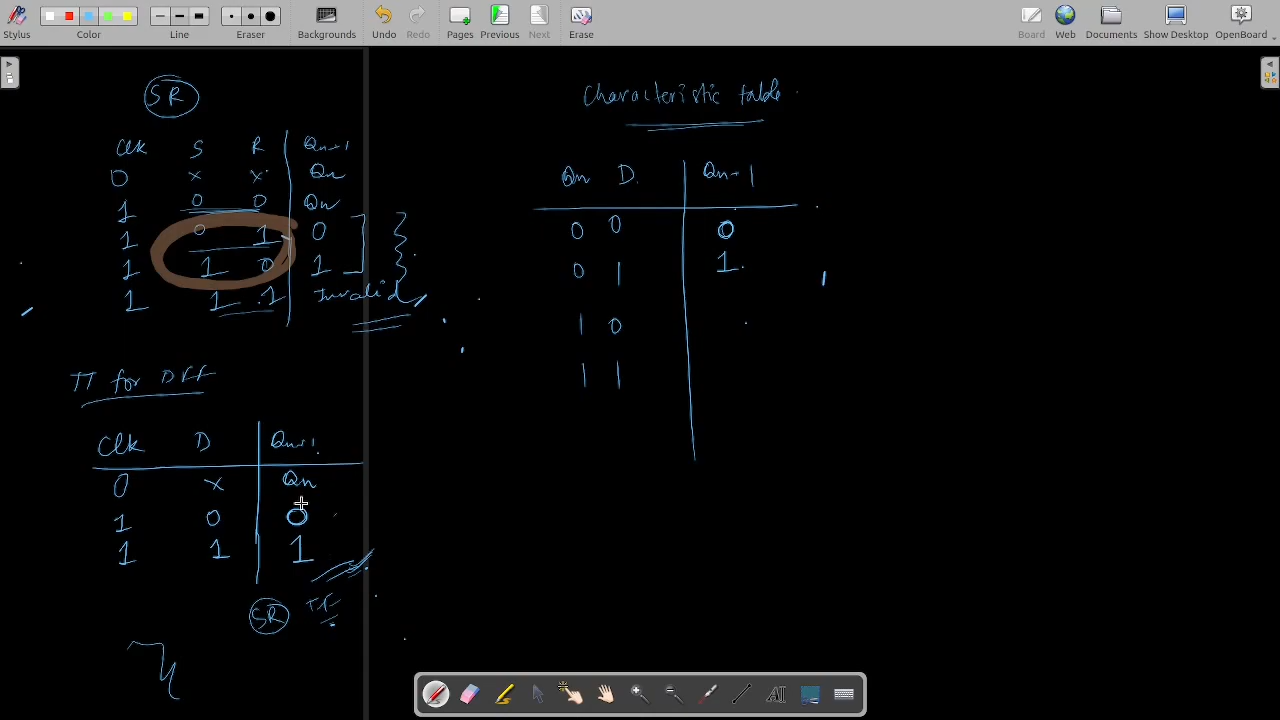 Stylus Color Line Eraser Backgrounds Undo Redo Pages Previous Next Erase Board Web Documents Show Desktop OpenBoard
SR
Clk S R Qn+1
0 x x Qn
1 0 0 Qn
1 0 1 0
1 1 0 1
1 1 1 Invalid
TT for DFF
Clk D Qn+1
0 x Qn
1 0 0
1 1 1
SR
Characteristic table
Qn D Qn+1
0 0 0
0 1 1
1 0
1 1